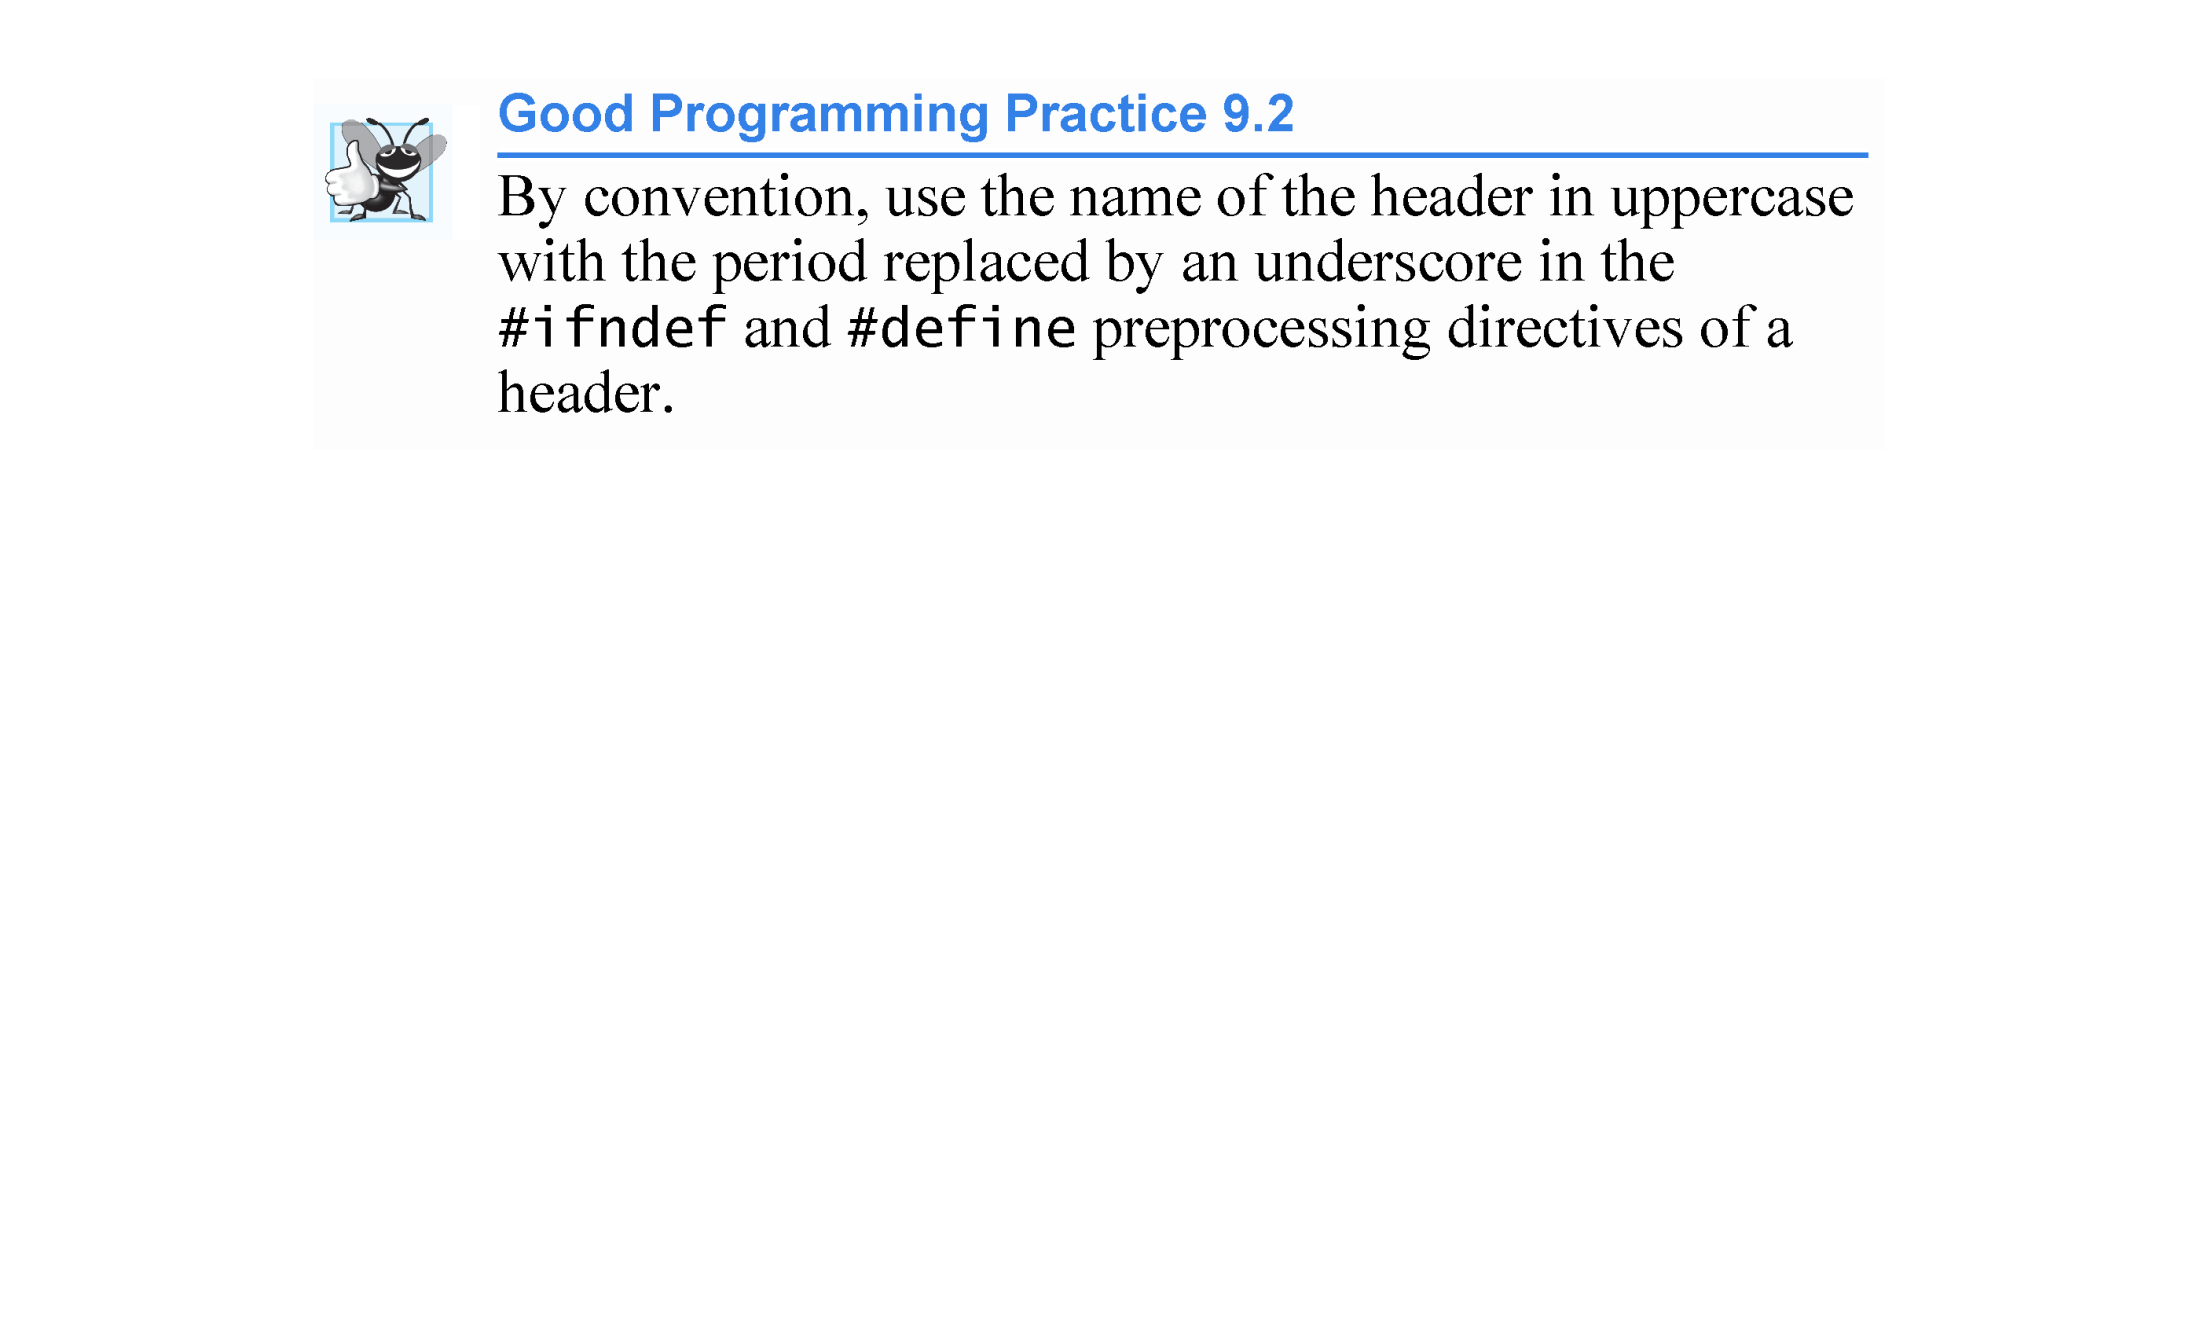 Good Programming Practice 9.2
By convention, use the name of the header in uppercase
with the period replaced by an underscore in the
#ifndef and #define preprocessing directives of a
header.